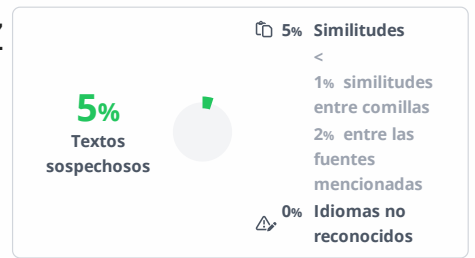 5%
Textos
sospechosos
5% Similitudes
<
1% similitudes
entre comillas
2% entre las
fuentes
mencionadas
0% Idiomas no
reconocidos